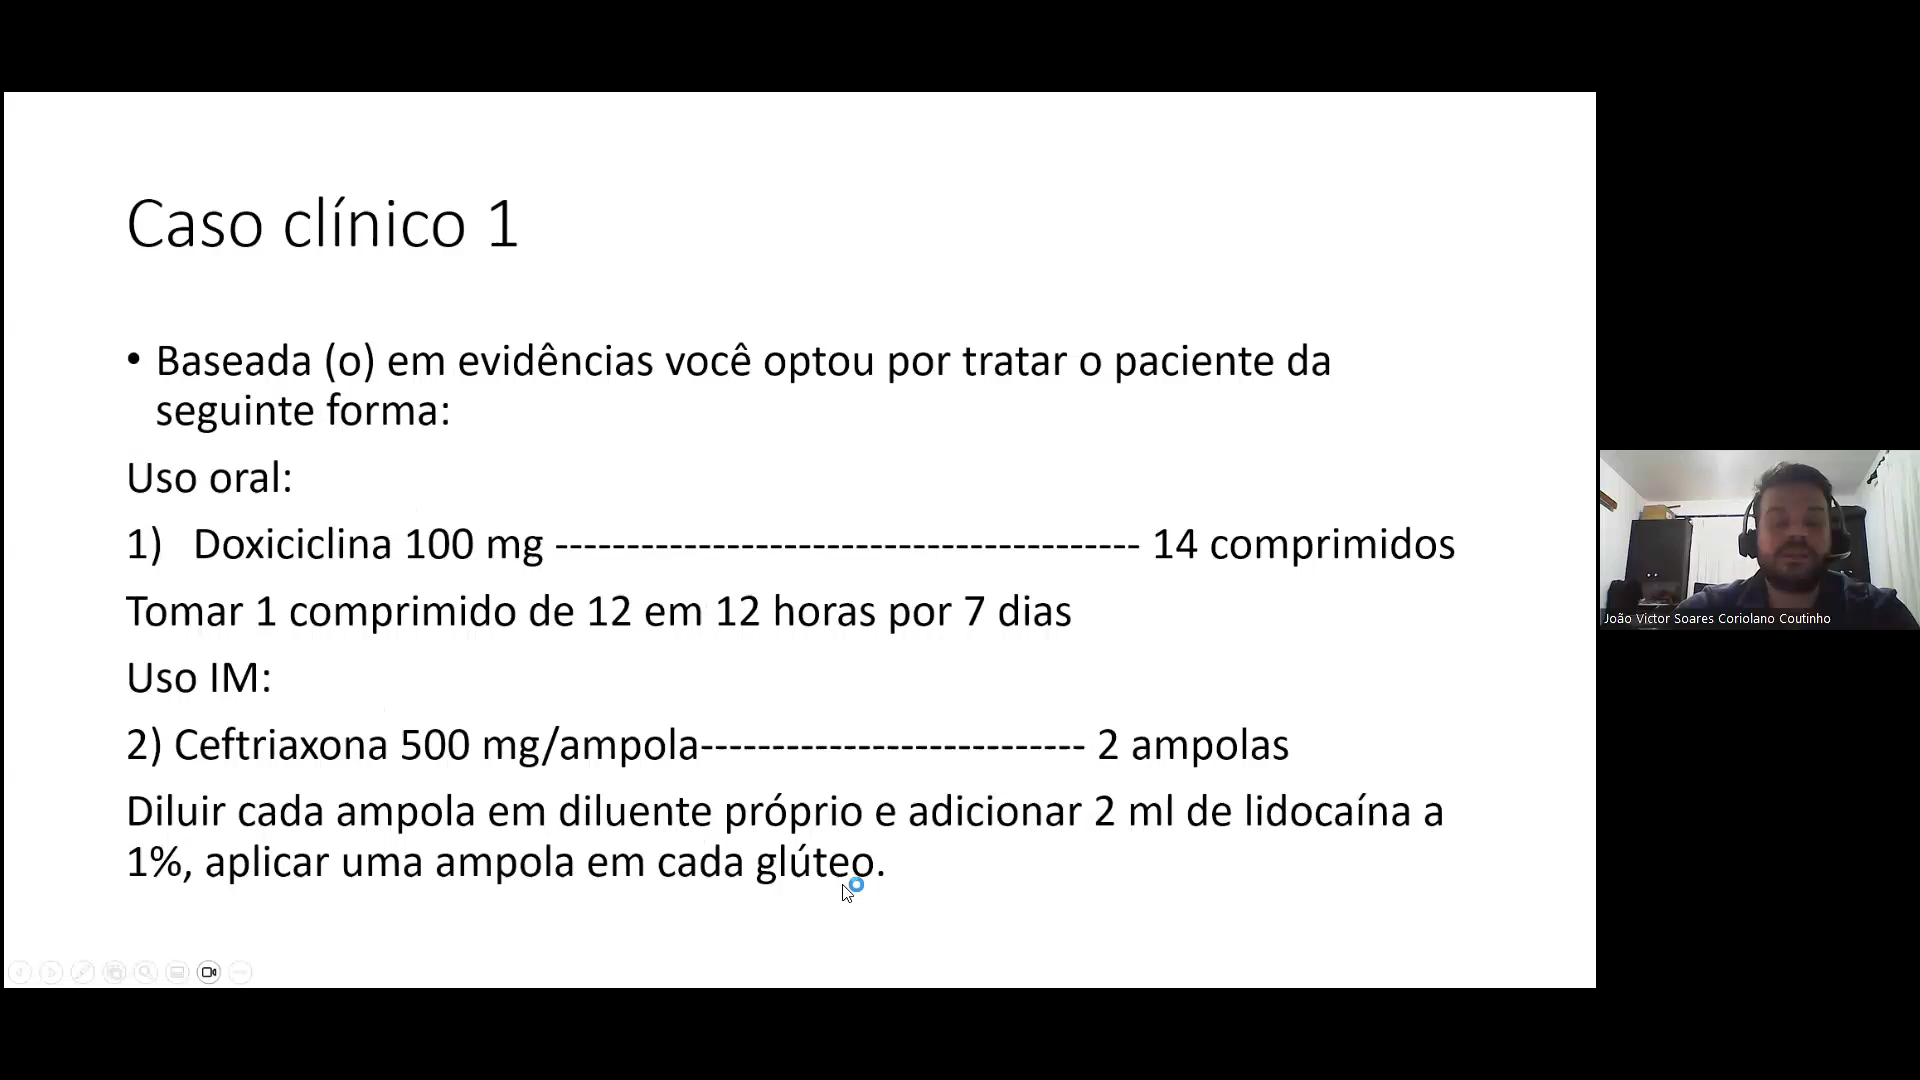 Caso clínico 1
• Baseada (o) em evidências você optou por tratar o paciente da
seguinte forma:
Uso oral:
1) Doxiciclina 100 mg ----------------------------------------- 14 comprimidos
Tomar 1 comprimido de 12 em 12 horas por 7 dias
Uso IM:
2) Ceftriaxona 500 mg/ampola--------------------------- 2 ampolas
Diluir cada ampola em diluente próprio e adicionar 2 ml de lidocaína a
1%, aplicar uma ampola em cada glúteo.
João Victor Soares Coriolano Coutinho